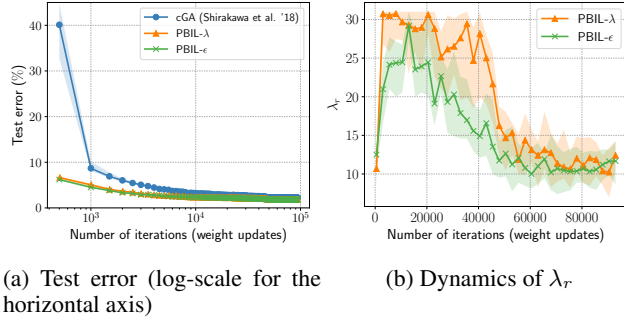 cGA (Shirakawa et al. '18)
PBIL-λ
PBIL-ϵ
40
30
20
10
0
Test error (%)
10³
10⁴
10⁵
Number of iterations (weight updates)
PBIL-λ
PBIL-ϵ
30
25
20
15
10
λᵣ
0 20000 40000 60000 80000
Number of iterations (weight updates)
(a) Test error (log-scale for the
horizontal axis)
(b) Dynamics of λᵣ